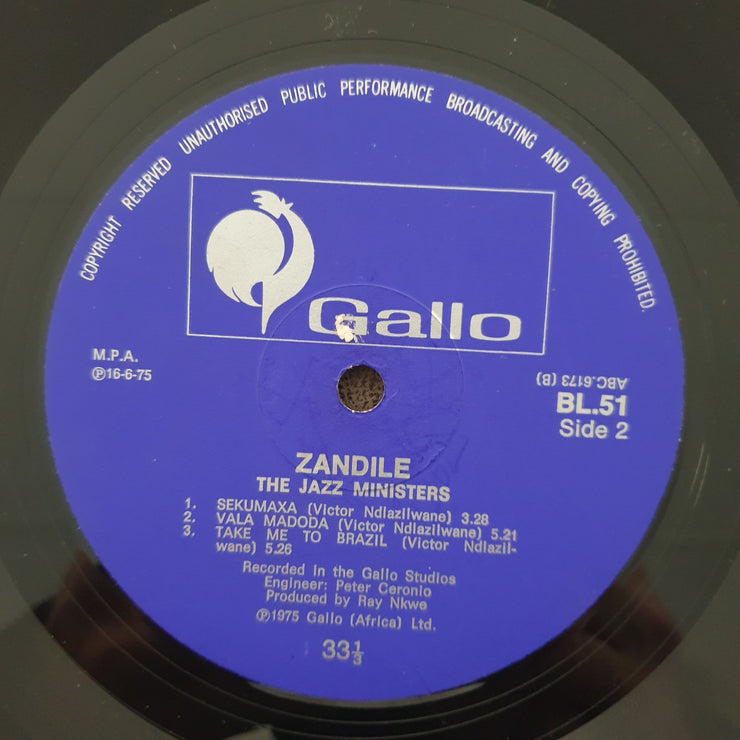 COPYRIGHT RESERVED UNAUTHORISED PUBLIC PERFORMANCE BROADCASTING AND COPYING PROHIBITED.
Gallo
M.P.A.
Ⓟ16-6-75
ABC.6173 (B)
BL.51
Side 2
ZANDILE
THE JAZZ MINISTERS
1. SEKUMAXA (Victor Ndlazilwane) 3.28
2. VALA MADODA (Victor Ndlazilwane) 5.21
3. TAKE ME TO BRAZIL (Victor Ndlazil-
wane) 5.26
Recorded in the Gallo Studios
Engineer: Peter Ceronio
Produced by Ray Nkwe
Ⓟ1975 Gallo (Africa) Ltd.
33⅓